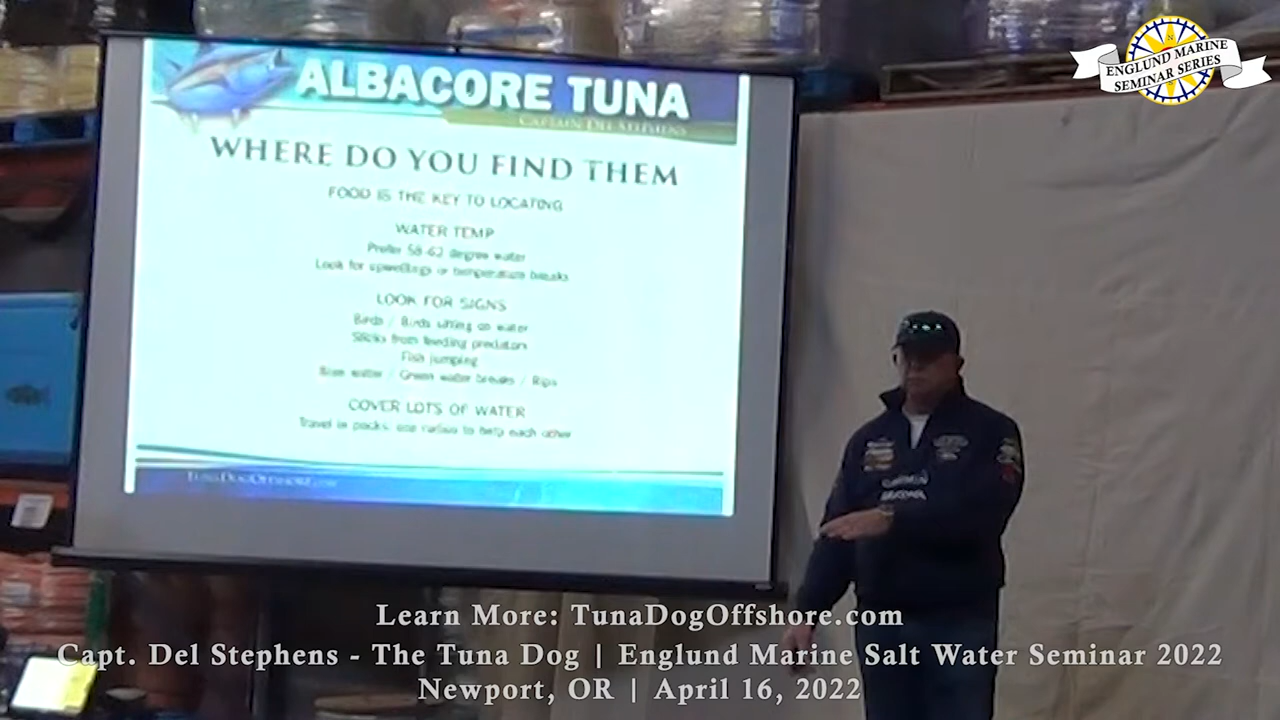 ENGLUND MARINE
SEMINAR SERIES
ALBACORE TUNA
CAPTAIN DEL STEPHENS
WHERE DO YOU FIND THEM
FOOD IS THE KEY TO LOCATING
WATER TEMP
Prefer 58-62 degree water
Look for upwellings or temperature breaks
LOOK FOR SIGNS
Birds / Birds sitting on water
Slicks from feeding predators
Fish jumping
Blue water / Green water breaks / Rips
COVER LOTS OF WATER
Travel in packs, use radios to help each other
TUNADOGOFFSHORE.COM
GARMIN
Learn More: TunaDogOffshore.com
Capt. Del Stephens - The Tuna Dog | Englund Marine Salt Water Seminar 2022
Newport, OR | April 16, 2022